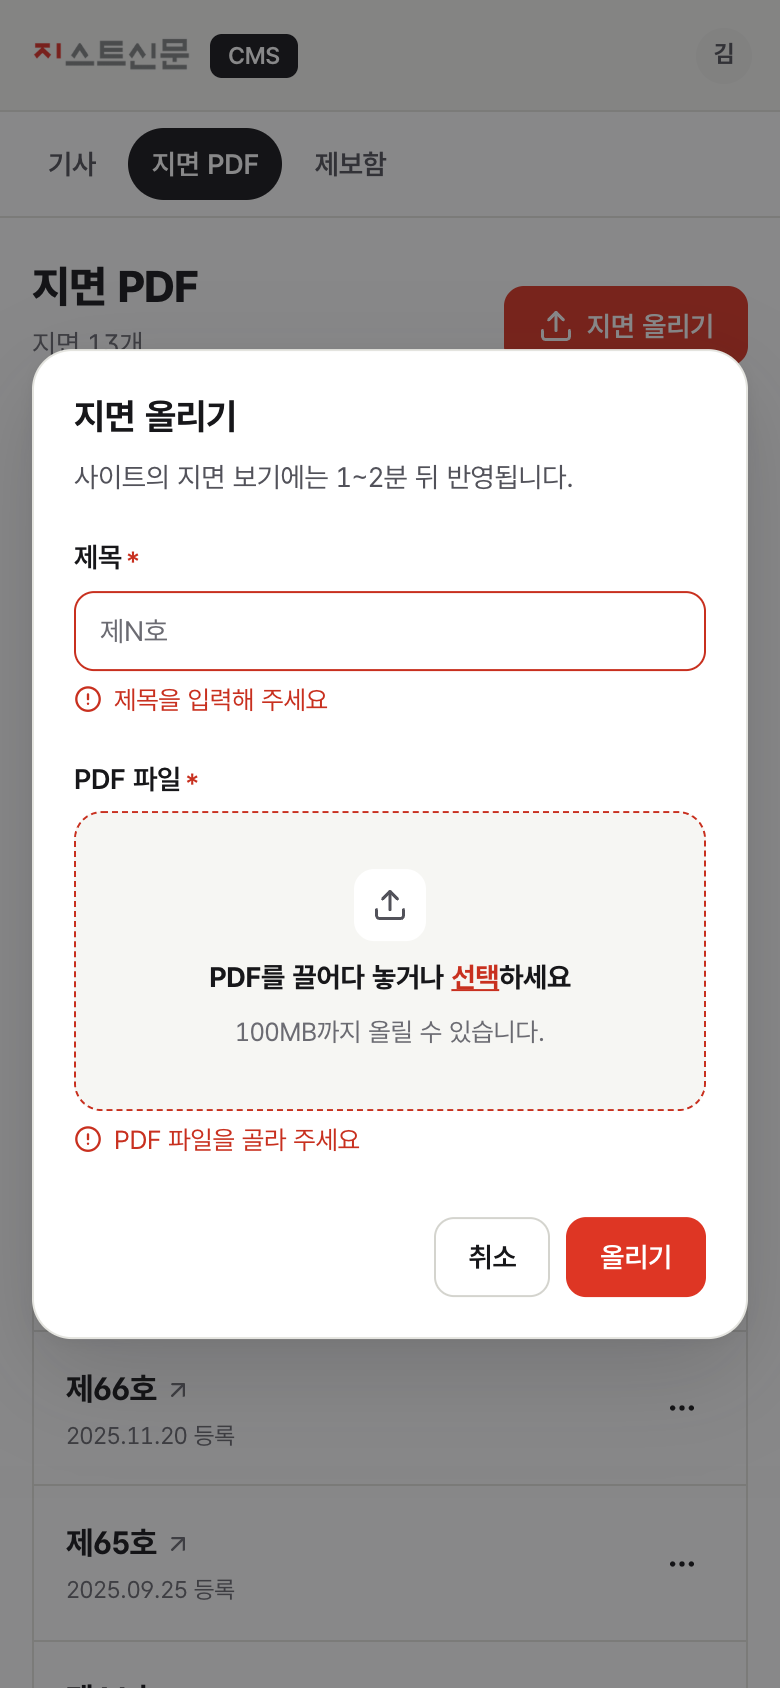 지스트신문 CMS 김
기사 지면 PDF 제보함
지면 PDF
지면 13개
지면 올리기
지면 올리기
사이트의 지면 보기에는 1~2분 뒤 반영됩니다.
제목 *
제N호
제목을 입력해 주세요
PDF 파일 *
PDF를 끌어다 놓거나 선택하세요
100MB까지 올릴 수 있습니다.
PDF 파일을 골라 주세요
취소 올리기
제66호
2025.11.20 등록
제65호
2025.09.25 등록